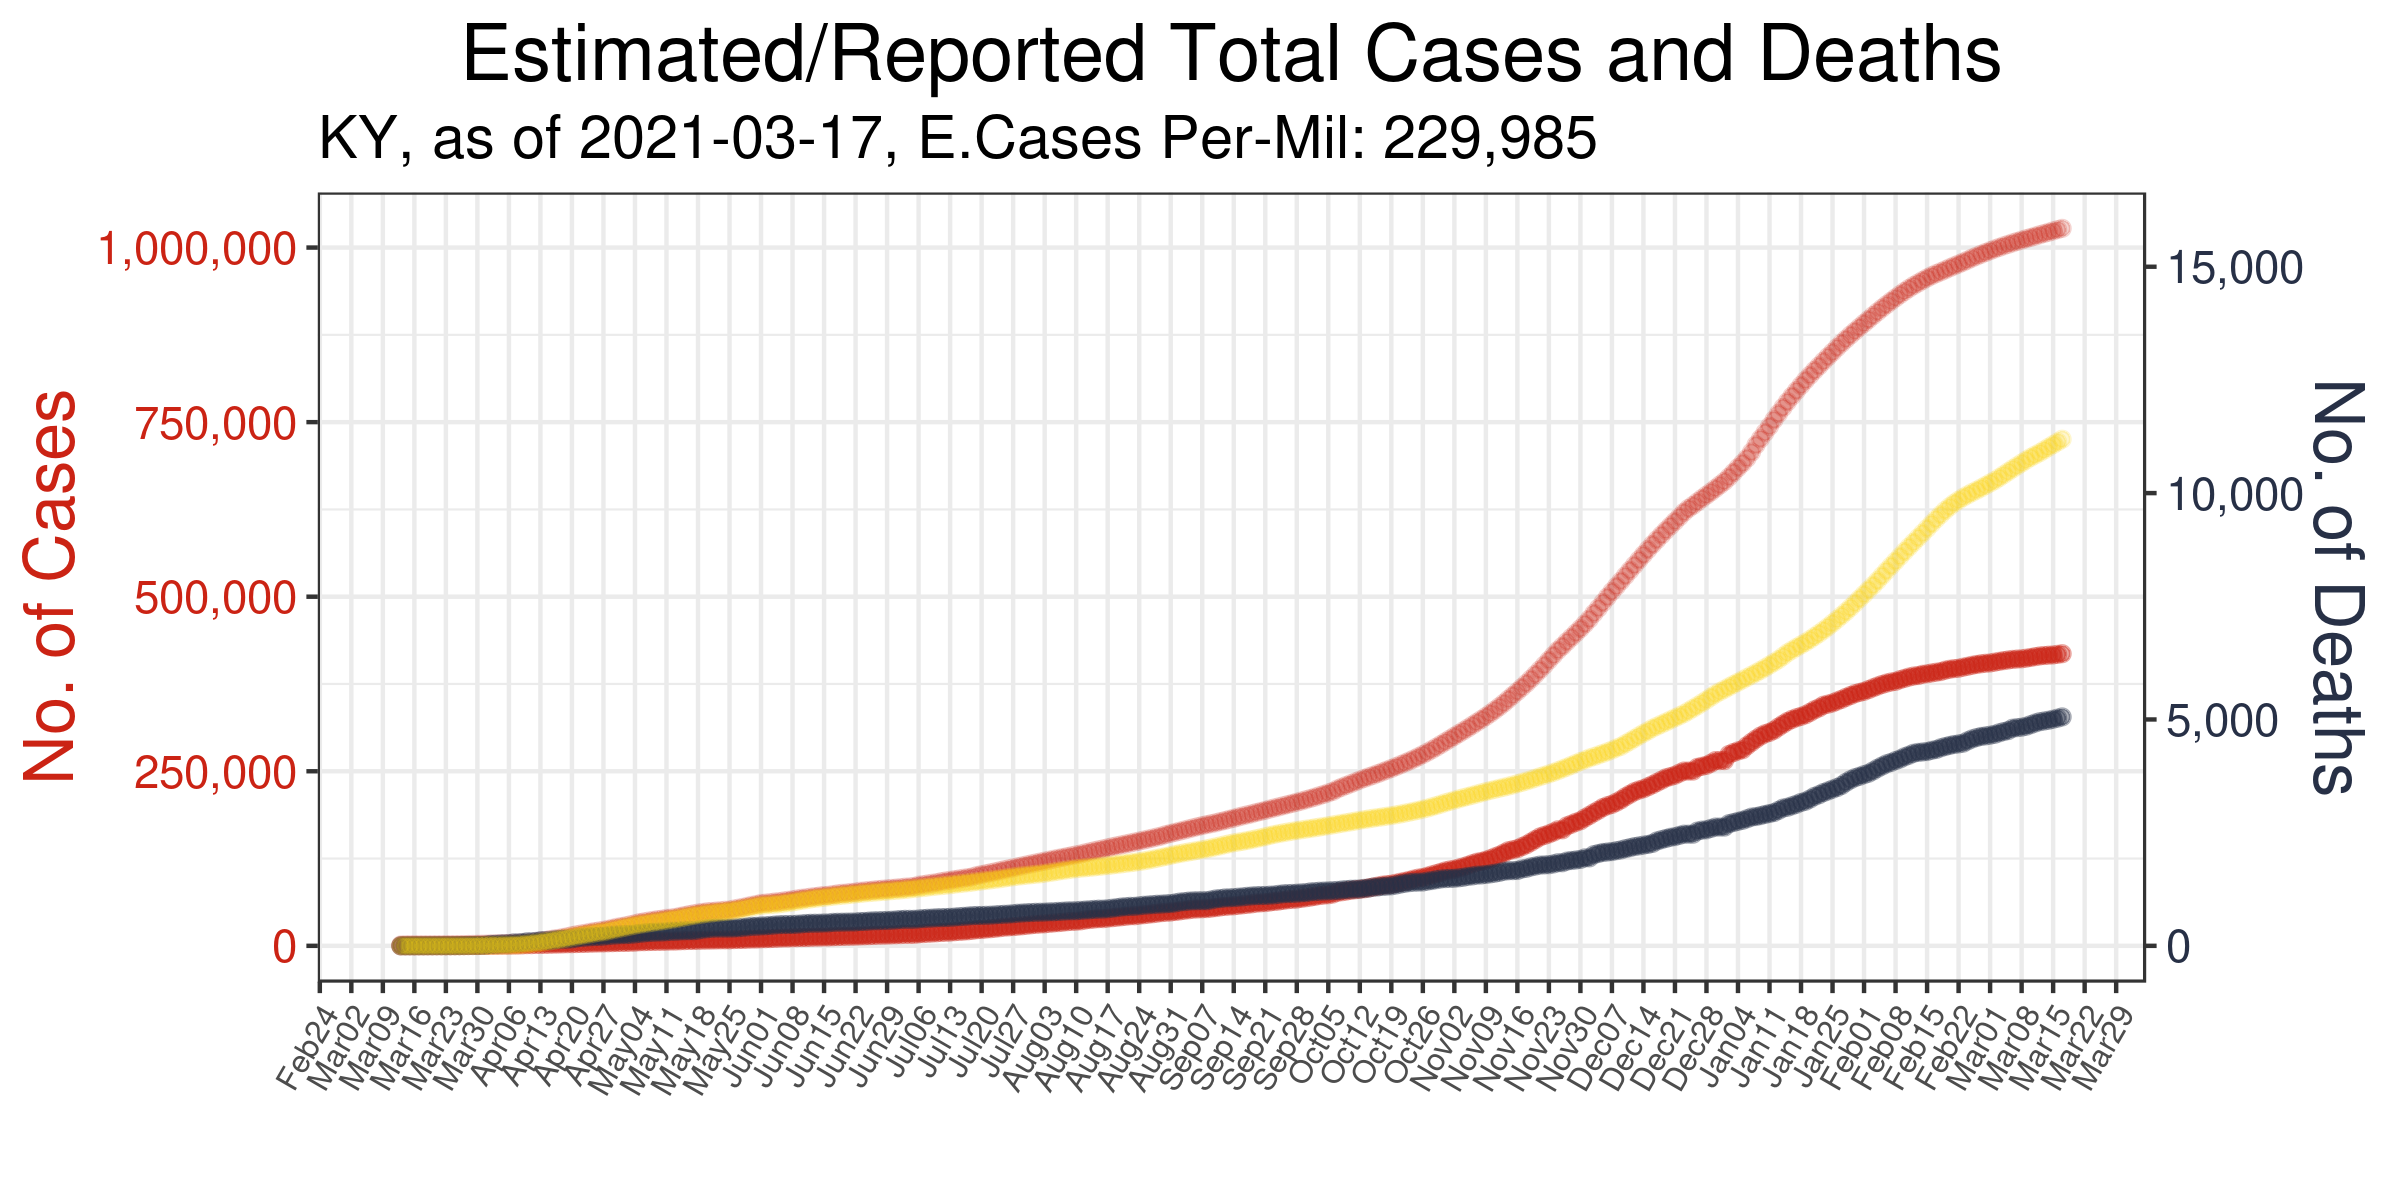 Estimated/Reported Total Cases and Deaths
KY, as of 2021-03-17, E.Cases Per-Mil: 229,985
No. of Cases
1,000,000
750,000
500,000
250,000
0
15,000
10,000
5,000
0
No. of Deaths
Feb24
Mar02
Mar09
Mar16
Mar23
Mar30
Apr06
Apr13
Apr20
Apr27
May04
May11
May18
May25
Jun01
Jun08
Jun15
Jun22
Jun29
Jul06
Jul13
Jul20
Jul27
Aug03
Aug10
Aug17
Aug24
Aug31
Sep07
Sep14
Sep21
Sep28
Oct05
Oct12
Oct19
Oct26
Nov02
Nov09
Nov16
Nov23
Nov30
Dec07
Dec14
Dec21
Dec28
Jan04
Jan11
Jan18
Jan25
Feb01
Feb08
Feb15
Feb22
Mar01
Mar08
Mar15
Mar22
Mar29